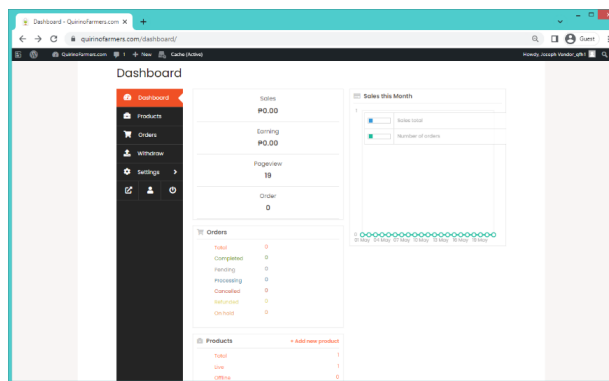 Dashboard - QuirinoFarmers.com
quirinofarmers.com/dashboard/
Guest
QuirinoFarmers.com 1 + New Cache (Active)
Howdy, Joseph Vendor_qfh1
Dashboard
Dashboard
Products
Orders
Withdraw
Settings
Sales
₱0.00
Earning
₱0.00
Pageview
19
Order
0
Orders
Total 0
Completed 0
Pending 0
Processing 0
Cancelled 0
Refunded 0
On hold 0
Products + Add new product
Total 1
Live 1
Offline 0
Sales this Month
1
Sales total
Number of orders
0
01 May 04 May 07 May 10 May 13 May 16 May 19 May